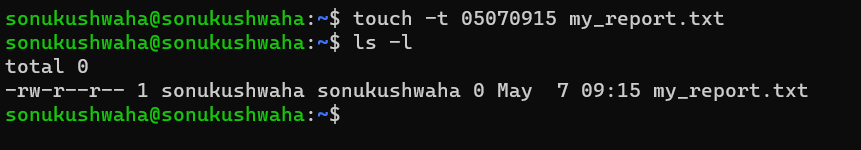 sonukushwaha@sonukushwaha:~$ touch -t 05070915 my_report.txt
sonukushwaha@sonukushwaha:~$ ls -l
total 0
-rw-r--r-- 1 sonukushwaha sonukushwaha 0 May  7 09:15 my_report.txt
sonukushwaha@sonukushwaha:~$